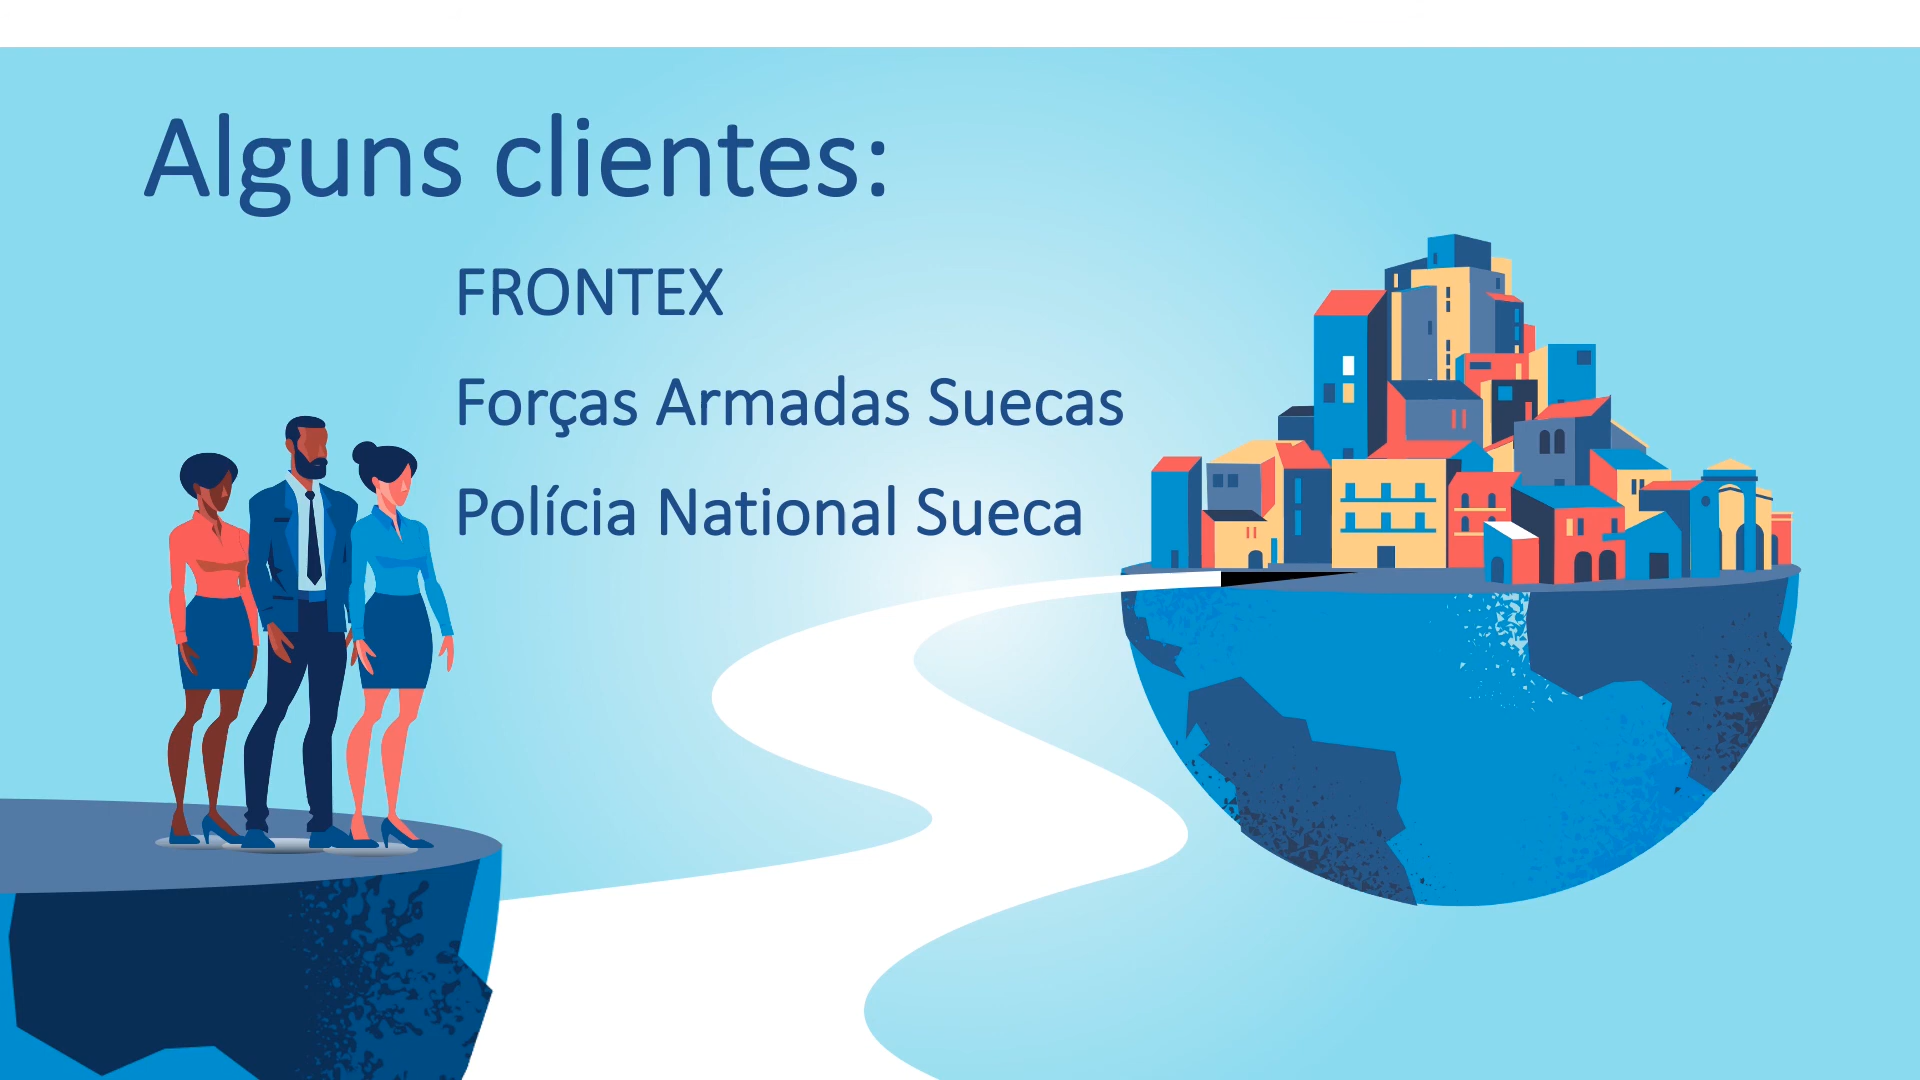 Alguns clientes:
FRONTEX
Forças Armadas Suecas
Polícia National Sueca